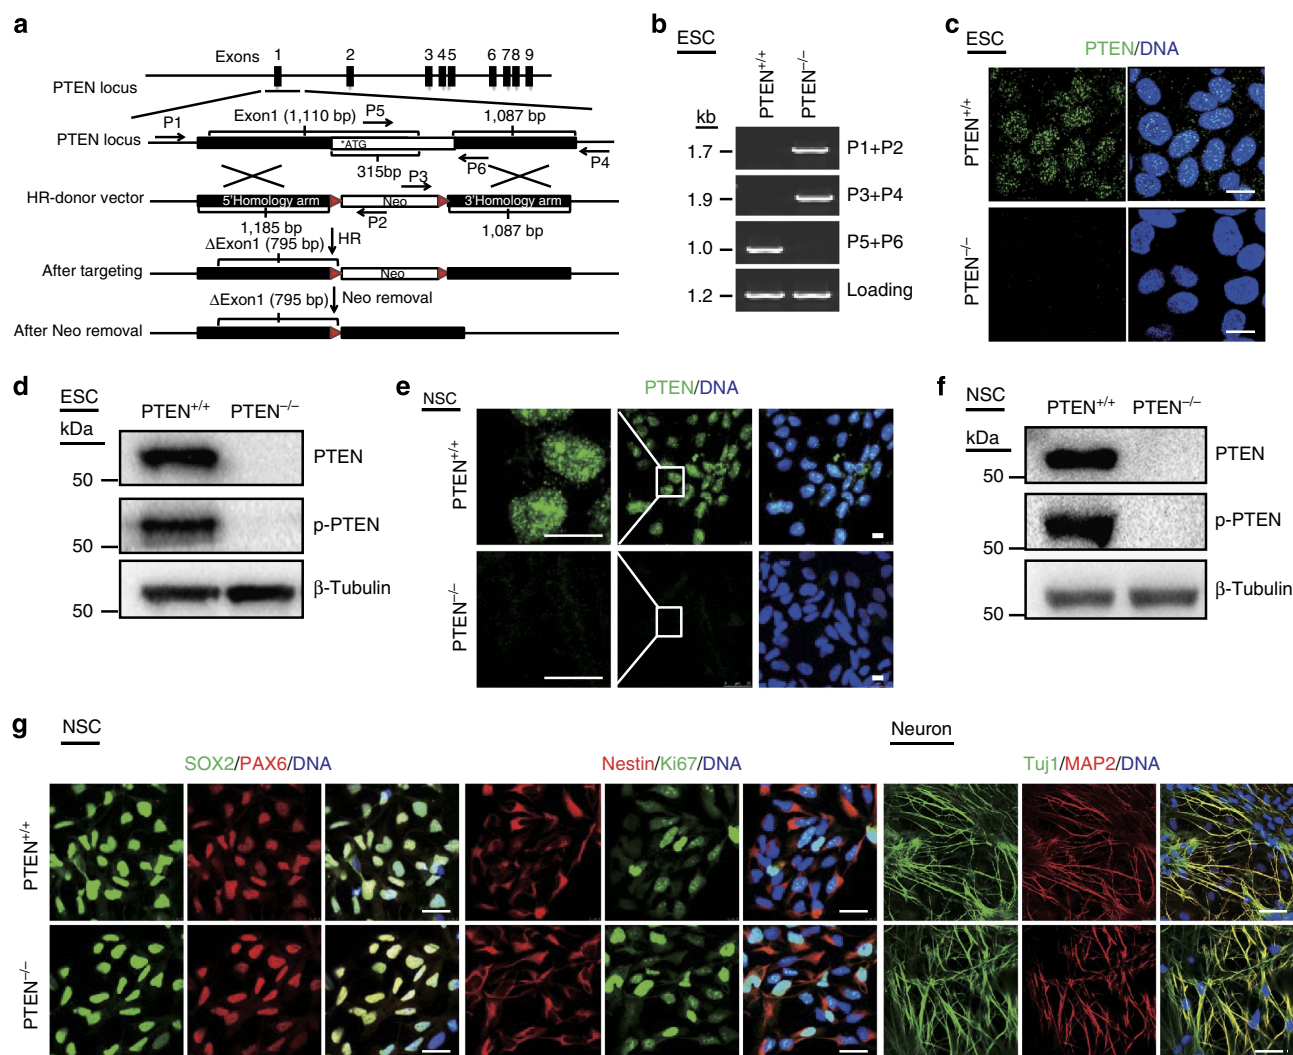 a
Exons 1 2 3 4 5 6 7 8 9
PTEN locus
P1 Exon1 (1,110 bp) P5 1,087 bp
PTEN locus *ATG
315bp P6 P4
P3
HR-donor vector 5'Homology arm Neo 3'Homology arm
P2
1,185 bp 1,087 bp
ΔExon1 (795 bp) HR
After targeting Neo
ΔExon1 (795 bp) Neo removal
After Neo removal
b
ESC
PTEN+/+ PTEN–/–
kb
1.7 P1+P2
1.9 P3+P4
1.0 P5+P6
1.2 Loading
c
ESC
PTEN/DNA
PTEN+/+
PTEN–/–
d
ESC
PTEN+/+ PTEN–/–
kDa
PTEN
50
p-PTEN
50
β-Tubulin
50
e
NSC
PTEN/DNA
PTEN+/+
PTEN–/–
f
NSC
PTEN+/+ PTEN–/–
kDa
PTEN
50
p-PTEN
50
β-Tubulin
50
g
NSC
Neuron
SOX2/PAX6/DNA
Nestin/Ki67/DNA
Tuj1/MAP2/DNA
PTEN+/+
PTEN–/–